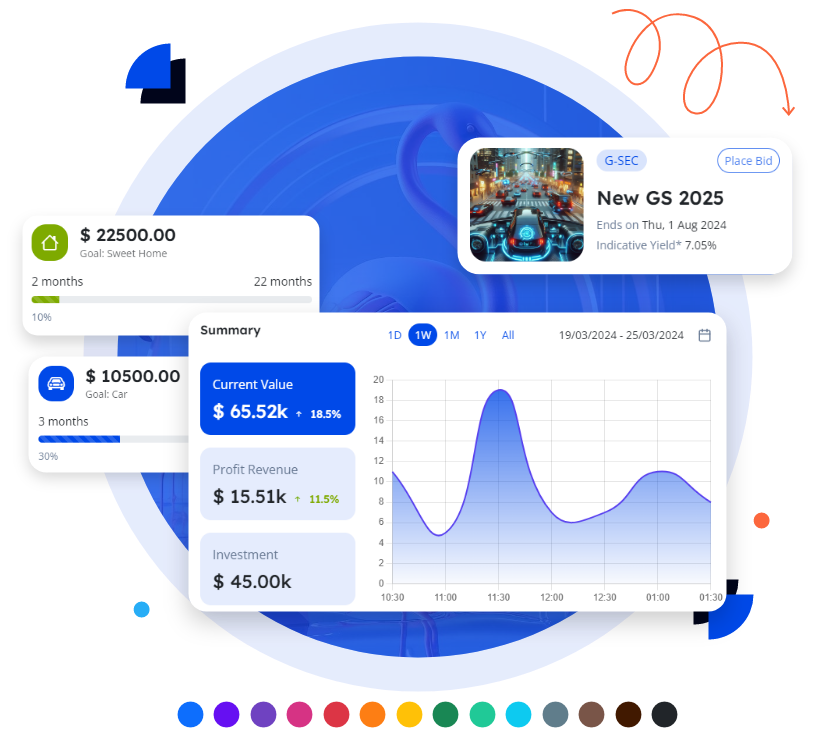 G-SEC
Place Bid
New GS 2025
Ends on Thu, 1 Aug 2024
Indicative Yield* 7.05%
$ 22500.00
Goal: Sweet Home
2 months 22 months
10%
$ 10500.00
Goal: Car
3 months
30%
Summary
1D 1W 1M 1Y All
19/03/2024 - 25/03/2024
Current Value
$ 65.52k ↑ 18.5%
Profit Revenue
$ 15.51k ↑ 11.5%
Investment
$ 45.00k
20
18
16
14
12
10
8
6
4
2
0
10:30 11:00 11:30 12:00 12:30 01:00 01:30